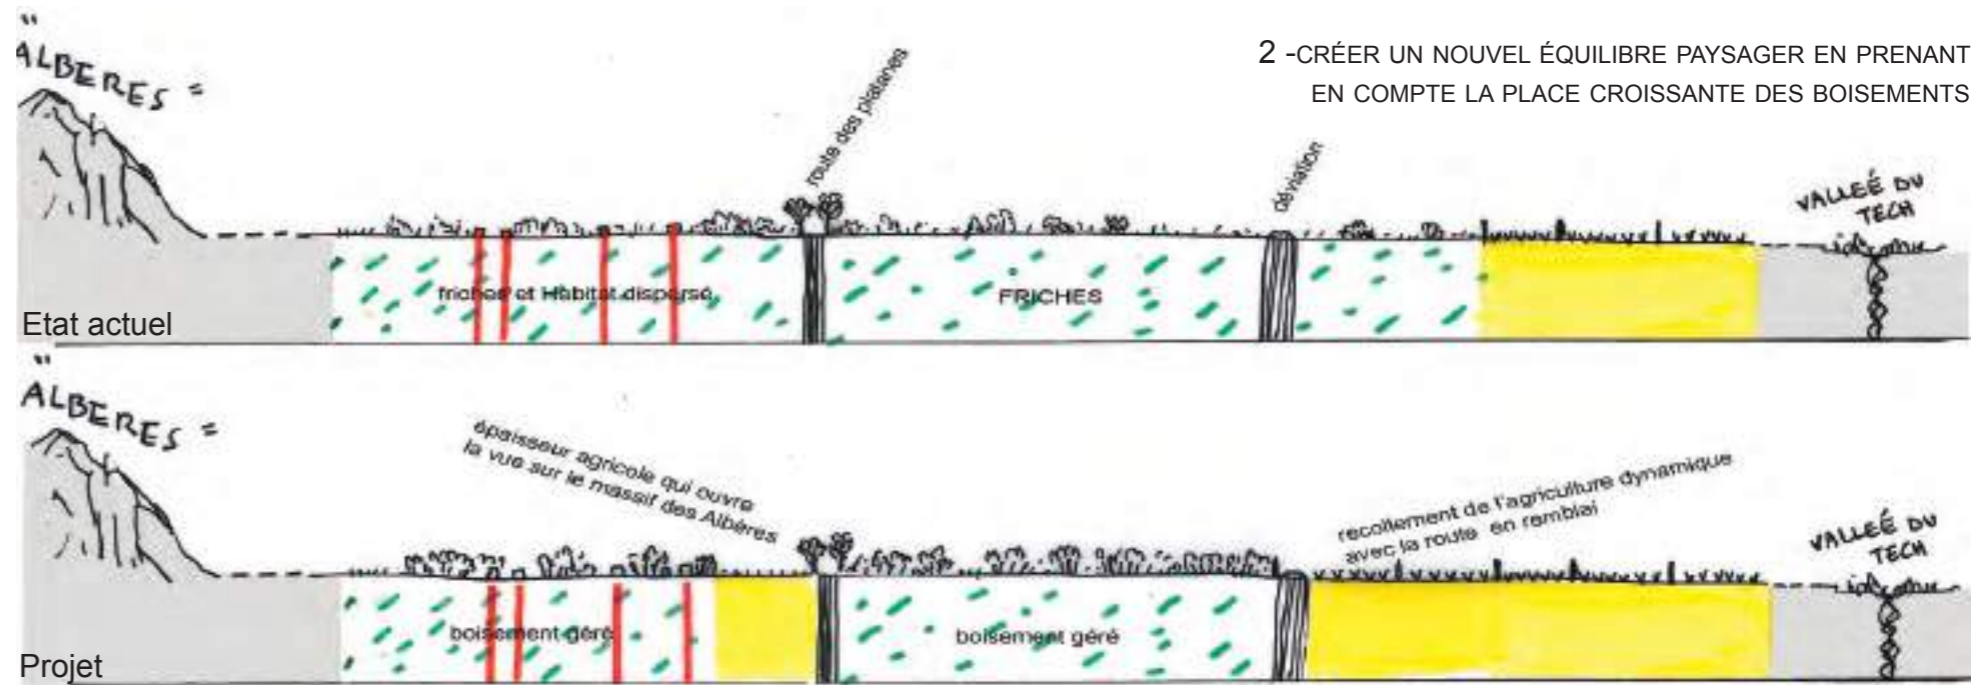 2 -CRÉER UN NOUVEL ÉQUILIBRE PAYSAGER EN PRENANT
EN COMPTE LA PLACE CROISSANTE DES BOISEMENTS
" ALBERES "
route des platanes
déviation
VALLEÉ DU
TECH
friches et Habitat dispersé
FRICHES
Etat actuel
" ALBERES "
épaisseur agricole qui ouvre
la vue sur le massif des Albères
recollement de l'agriculture dynamique
avec la route en remblai
VALLEÉ DU
TECH
boisement géré
boisement géré
Projet